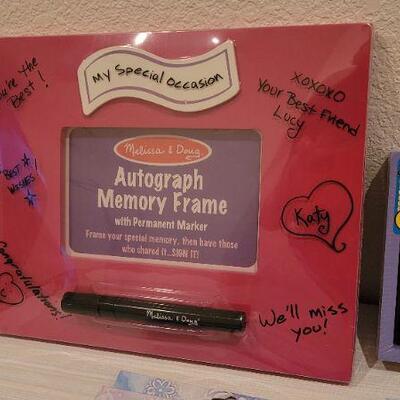 My Special Occasion
You're the
Best!
XOXOXO
Your Best Friend
Lucy
Melissa & Doug
Autograph
Memory Frame
with Permanent Marker
Frame your special memory, then have those
who shared it...SIGN IT!
BEST
WISHES!
Katy
Congratulations!
Melissa & Doug
We'll miss
you!